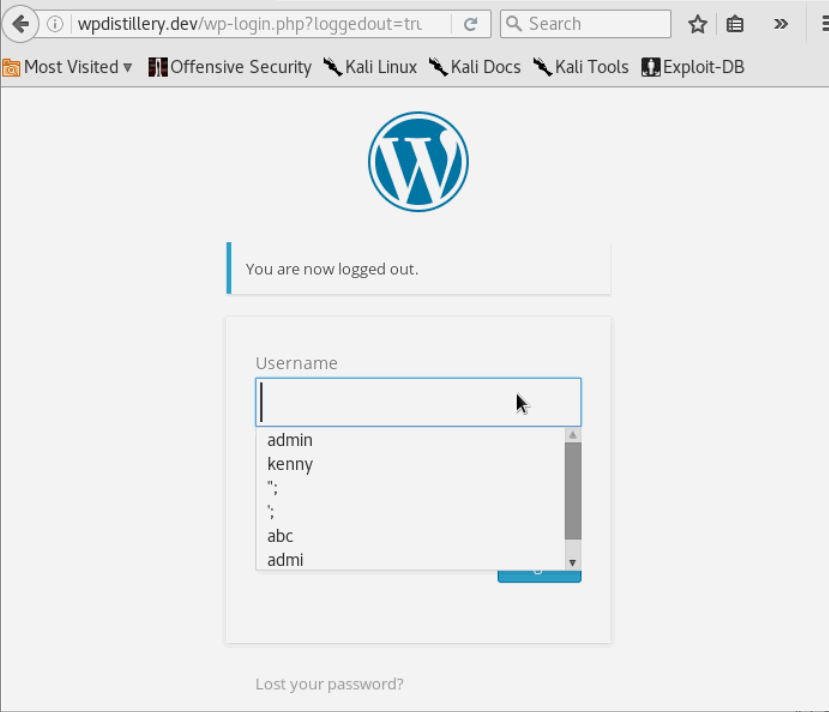 wpdistillery.dev/wp-login.php?loggedout=tru
Search
Most Visited Offensive Security Kali Linux Kali Docs Kali Tools Exploit-DB
You are now logged out.
Username
admin
kenny
";
';
abc
admi
Lost your password?